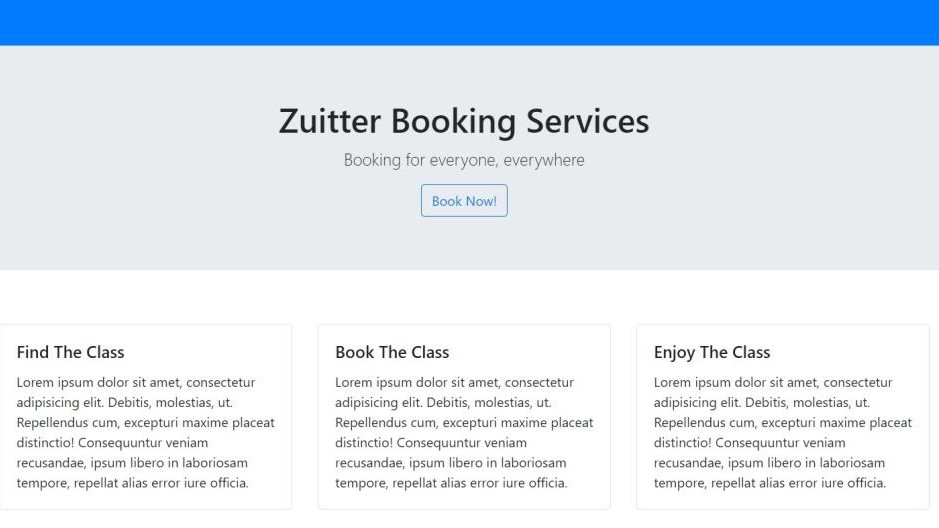 Zuitter Booking Services
Booking for everyone, everywhere
Book Now!
Find The Class
Lorem ipsum dolor sit amet, consectetur
adipisicing elit. Debitis, molestias, ut.
Repellendus cum, excepturi maxime placeat
distinctio! Consequuntur veniam
recusandae, ipsum libero in laboriosam
tempore, repellat alias error iure officia.
Book The Class
Lorem ipsum dolor sit amet, consectetur
adipisicing elit. Debitis, molestias, ut.
Repellendus cum, excepturi maxime placeat
distinctio! Consequuntur veniam
recusandae, ipsum libero in laboriosam
tempore, repellat alias error iure officia.
Enjoy The Class
Lorem ipsum dolor sit amet, consectetur
adipisicing elit. Debitis, molestias, ut.
Repellendus cum, excepturi maxime placeat
distinctio! Consequuntur veniam
recusandae, ipsum libero in laboriosam
tempore, repellat alias error iure officia.